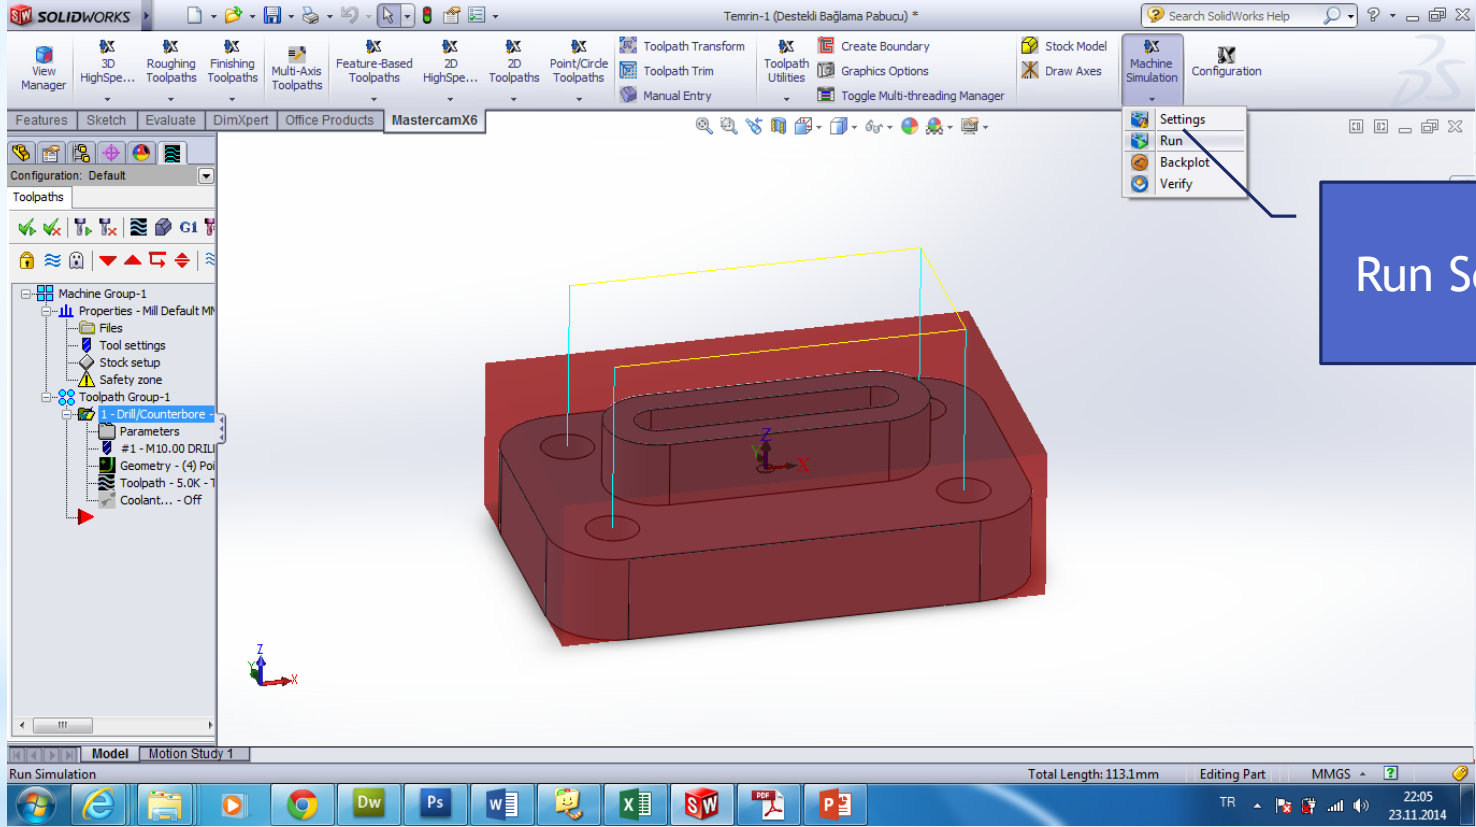 SOLIDWORKS
Temrin-1 (Destekli Bağlama Pabucu) *
Search SolidWorks Help
View Manager
3D HighSpe...
Roughing Toolpaths
Finishing Toolpaths
Multi-Axis Toolpaths
Feature-Based Toolpaths
2D HighSpe...
2D Toolpaths
Point/Circle Toolpaths
Toolpath Transform
Toolpath Trim
Manual Entry
Toolpath Utilities
Create Boundary
Graphics Options
Toggle Multi-threading Manager
Stock Model
Draw Axes
Machine Simulation
Configuration
Features Sketch Evaluate DimXpert Office Products MastercamX6
Settings
Run
Backplot
Verify
Configuration: Default
Toolpaths
G1
Machine Group-1
Properties - Mill Default MM
Files
Tool settings
Stock setup
Safety zone
Toolpath Group-1
1 - Drill/Counterbore -
Parameters
#1 - M10.00 DRILL
Geometry - (4) Poi
Toolpath - 5.0K - T
Coolant... - Off
Run
Z
Y
X
Z
Y
X
Model Motion Study 1
Run Simulation
Total Length: 113.1mm Editing Part MMGS
Dw Ps W X SW PDF P
TR
22:05
23.11.2014